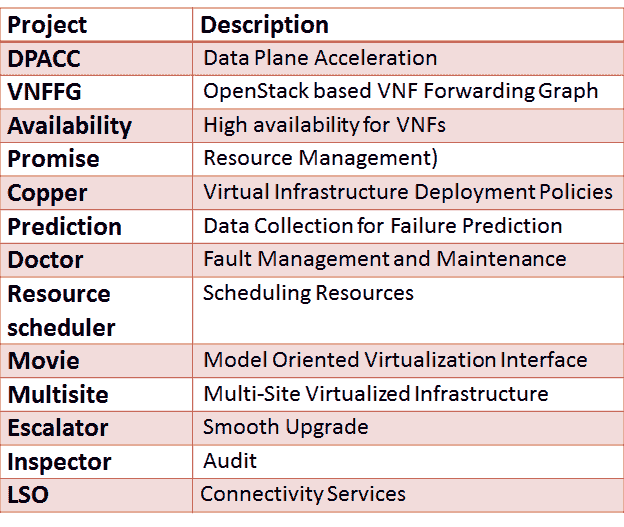 Project Description
DPACC Data Plane Acceleration
VNFFG OpenStack based VNF Forwarding Graph
Availability High availability for VNFs
Promise Resource Management)
Copper Virtual Infrastructure Deployment Policies
Prediction Data Collection for Failure Prediction
Doctor Fault Management and Maintenance
Resource Scheduling Resources
scheduler
Movie Model Oriented Virtualization Interface
Multisite Multi-Site Virtualized Infrastructure
Escalator Smooth Upgrade
Inspector Audit
LSO Connectivity Services